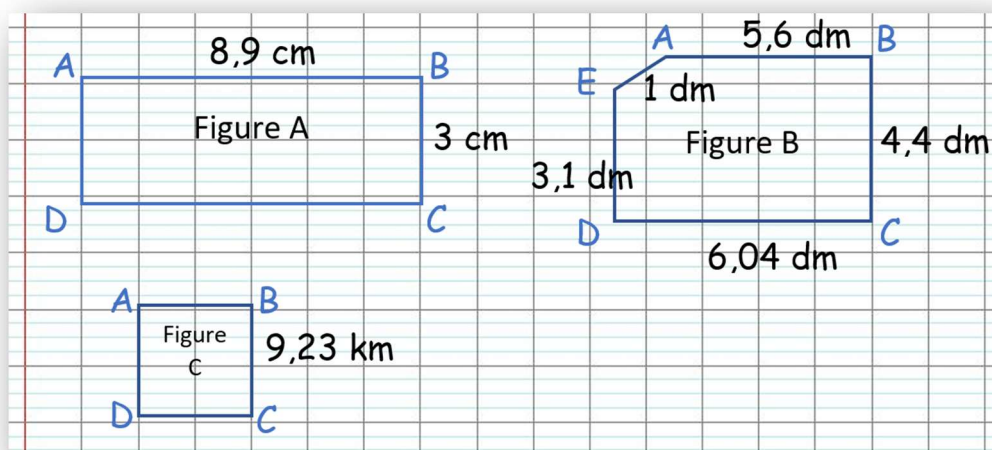 8,9 cm
A
B
Figure A
3 cm
D
C
A
5,6 dm
B
E
1 dm
Figure B
4,4 dm
3,1 dm
D
C
6,04 dm
A
B
Figure
C
9,23 km
D
C